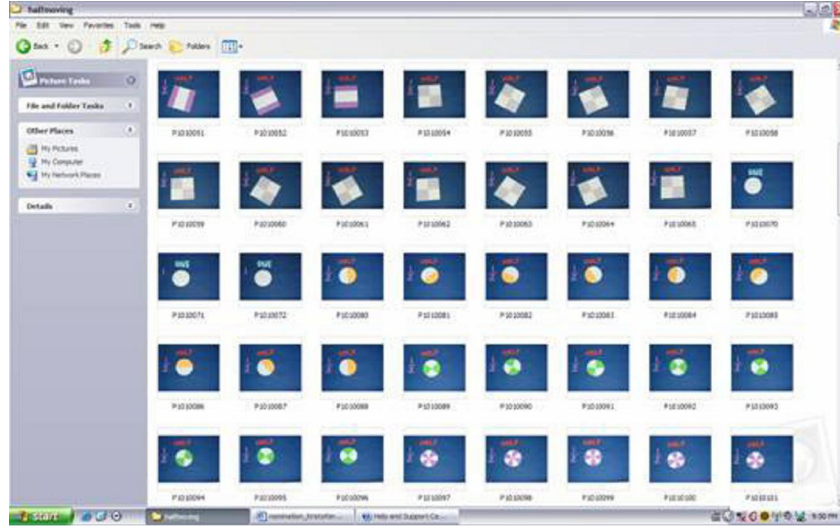 halfmoving
File Edit View Favorites Tools Help
Back Search Folders
Picture Tasks
File and Folder Tasks
Other Places
My Pictures
My Computer
My Network Places
Details
P1010051 P1010052 P1010053 P1010054 P1010055 P1010056 P1010057 P1010058
P1010059 P1010060 P1010061 P1010062 P1010063 P1010064 P1010065 P1010070
P1010071 P1010072 P1010080 P1010081 P1010082 P1010083 P1010084 P1010085
P1010086 P1010087 P1010088 P1010089 P1010090 P1010091 P1010092 P1010093
P1010094 P1010095 P1010096 P1010097 P1010098 P1010099 P1010100 P1010101
start halfmoving Help and Support Ce... 9:50 PM